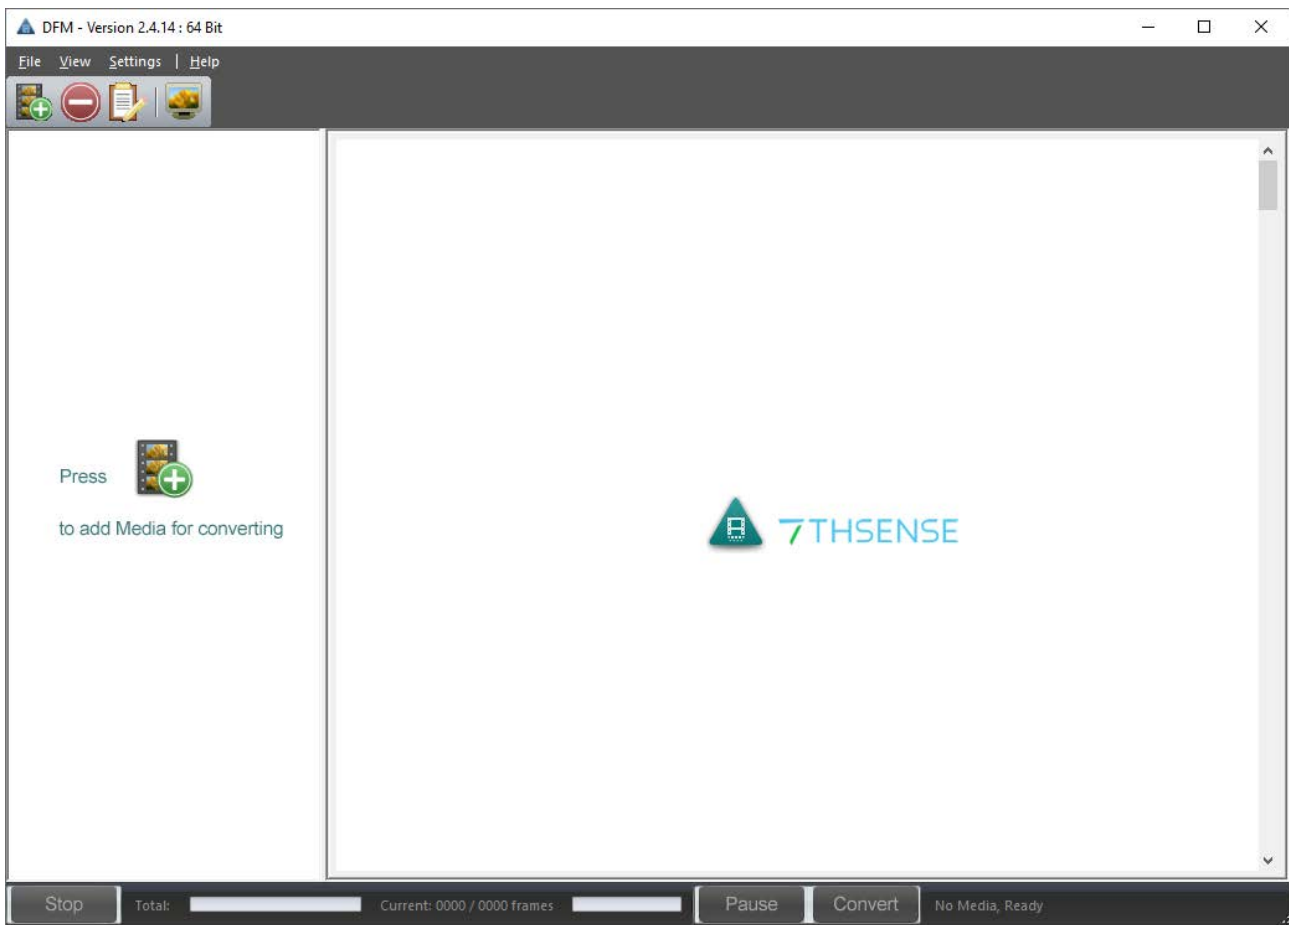 DFM - Version 2.4.14 : 64 Bit
File View Settings | Help
Press
to add Media for converting
7THSENSE
Stop Total: Current: 0000 / 0000 frames Pause Convert No Media, Ready